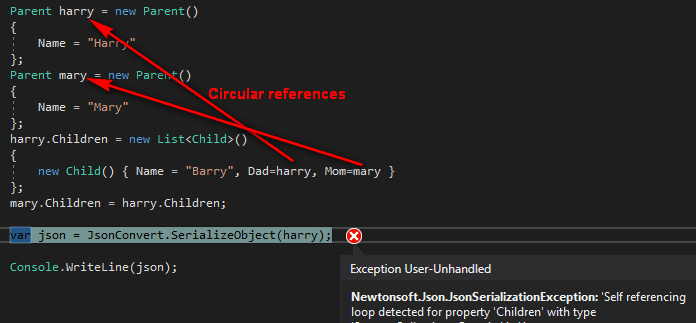 Parent harry = new Parent()
{
Name = "Harry"
};
Parent mary = new Parent()
Circular references
{
Name = "Mary"
};
harry.Children = new List<Child>()
{
new Child() { Name = "Barry", Dad=harry, Mom=mary }
};
mary.Children = harry.Children;
var json = JsonConvert.SerializeObject(harry);
Console.WriteLine(json);
Exception User-Unhandled
Newtonsoft.Json.JsonSerializationException: 'Self referencing
loop detected for property 'Children' with type